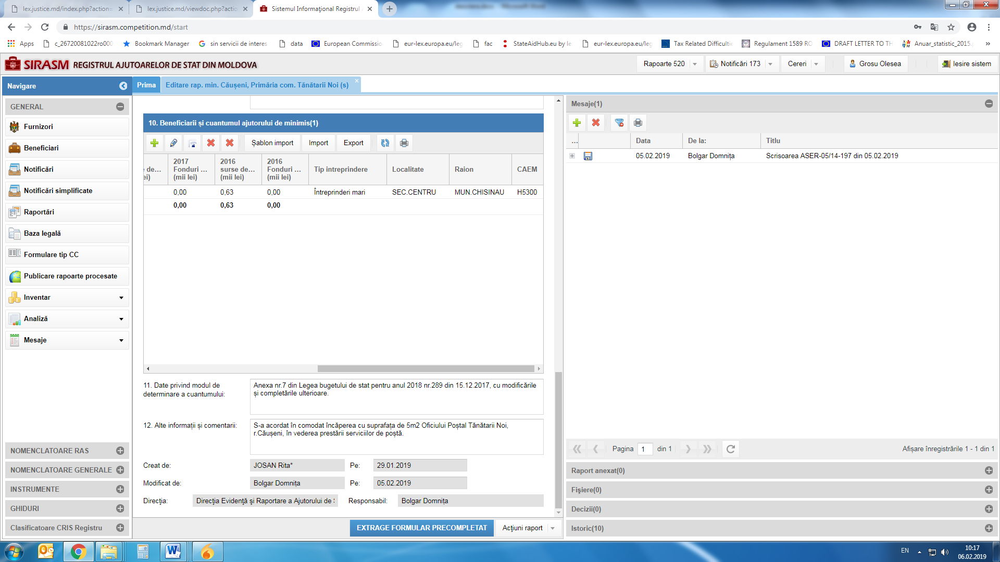 lex.justice.md/index.php?action=
lex.justice.md/viewdoc.php?actio
Sistemul Informaţional Registrul
https://sirasm.competition.md/start
Apps
c_26720081022ro000
Bookmark Manager
sin servicii de interes
data
European Commissio
eur-lex.europa.eu/leg
fac
StateAidHub.eu by le
eur-lex.europa.eu/leg
Tax Related Difficultie
Regulament 1589 RO
DRAFT LETTER TO TH
Anuar_statistic_2015.
»
SIRASM REGISTRUL AJUTOARELOR DE STAT DIN MOLDOVA
Rapoarte 520
Notificări 173
Cereri
Grosu Olesea
Iesire sistem
Navigare
GENERAL
Furnizori
Beneficiari
Notificări
Notificări simplificate
Raportări
Baza legală
Formulare tip CC
Publicare rapoarte procesate
Inventar
Analiză
Mesaje
NOMENCLATOARE RAS
NOMENCLATOARE GENERALE
INSTRUMENTE
GHIDURI
Clasificatoare CRIS Registru
Prima
Editare rap. min. Căușeni, Primăria com. Tănătarii Noi (s)
10. Beneficiarii și cuantumul ajutorului de minimis(1)
Șablon import
Import
Export
de...
ei)
2017
Fonduri ...
(mii lei)
2016
surse de...
(mii lei)
2016
Fonduri ...
(mii lei)
Tip intreprindere
Localitate
Raion
CAEM
0,00 0,63 0,00 Întreprinderi mari SEC.CENTRU MUN.CHISINAU H5300
0,00 0,63 0,00
11. Date privind modul de
determinare a cuantumului:
Anexa nr.7 din Legea bugetului de stat pentru anul 2018 nr.289 din 15.12.2017, cu modificările
și completările ulterioare.
12. Alte informații și comentarii:
S-a acordat în comodat încăperea cu suprafața de 5m2 Oficiului Poștal Tănătarii Noi,
r.Căușeni, în vederea prestării serviciilor de poștă.
Creat de: JOSAN Rita* Pe: 29.01.2019
Modificat de: Bolgar Domnița Pe: 05.02.2019
Direcţia: Direcţia Evidenţă şi Raportare a Ajutorului de Responsabil: Bolgar Domnița
EXTRAGE FORMULAR PRECOMPLETAT
Acţiuni raport
Mesaje(1)
... Data De la: Titlu
05.02.2019 Bolgar Domnița Scrisoarea ASER-05/14-197 din 05.02.2019
Pagina 1 din 1
Afișare înregistrările 1 - 1 din 1
Raport anexat(0)
Fişiere(0)
Decizii(0)
Istoric(10)
EN
10:17
06.02.2019